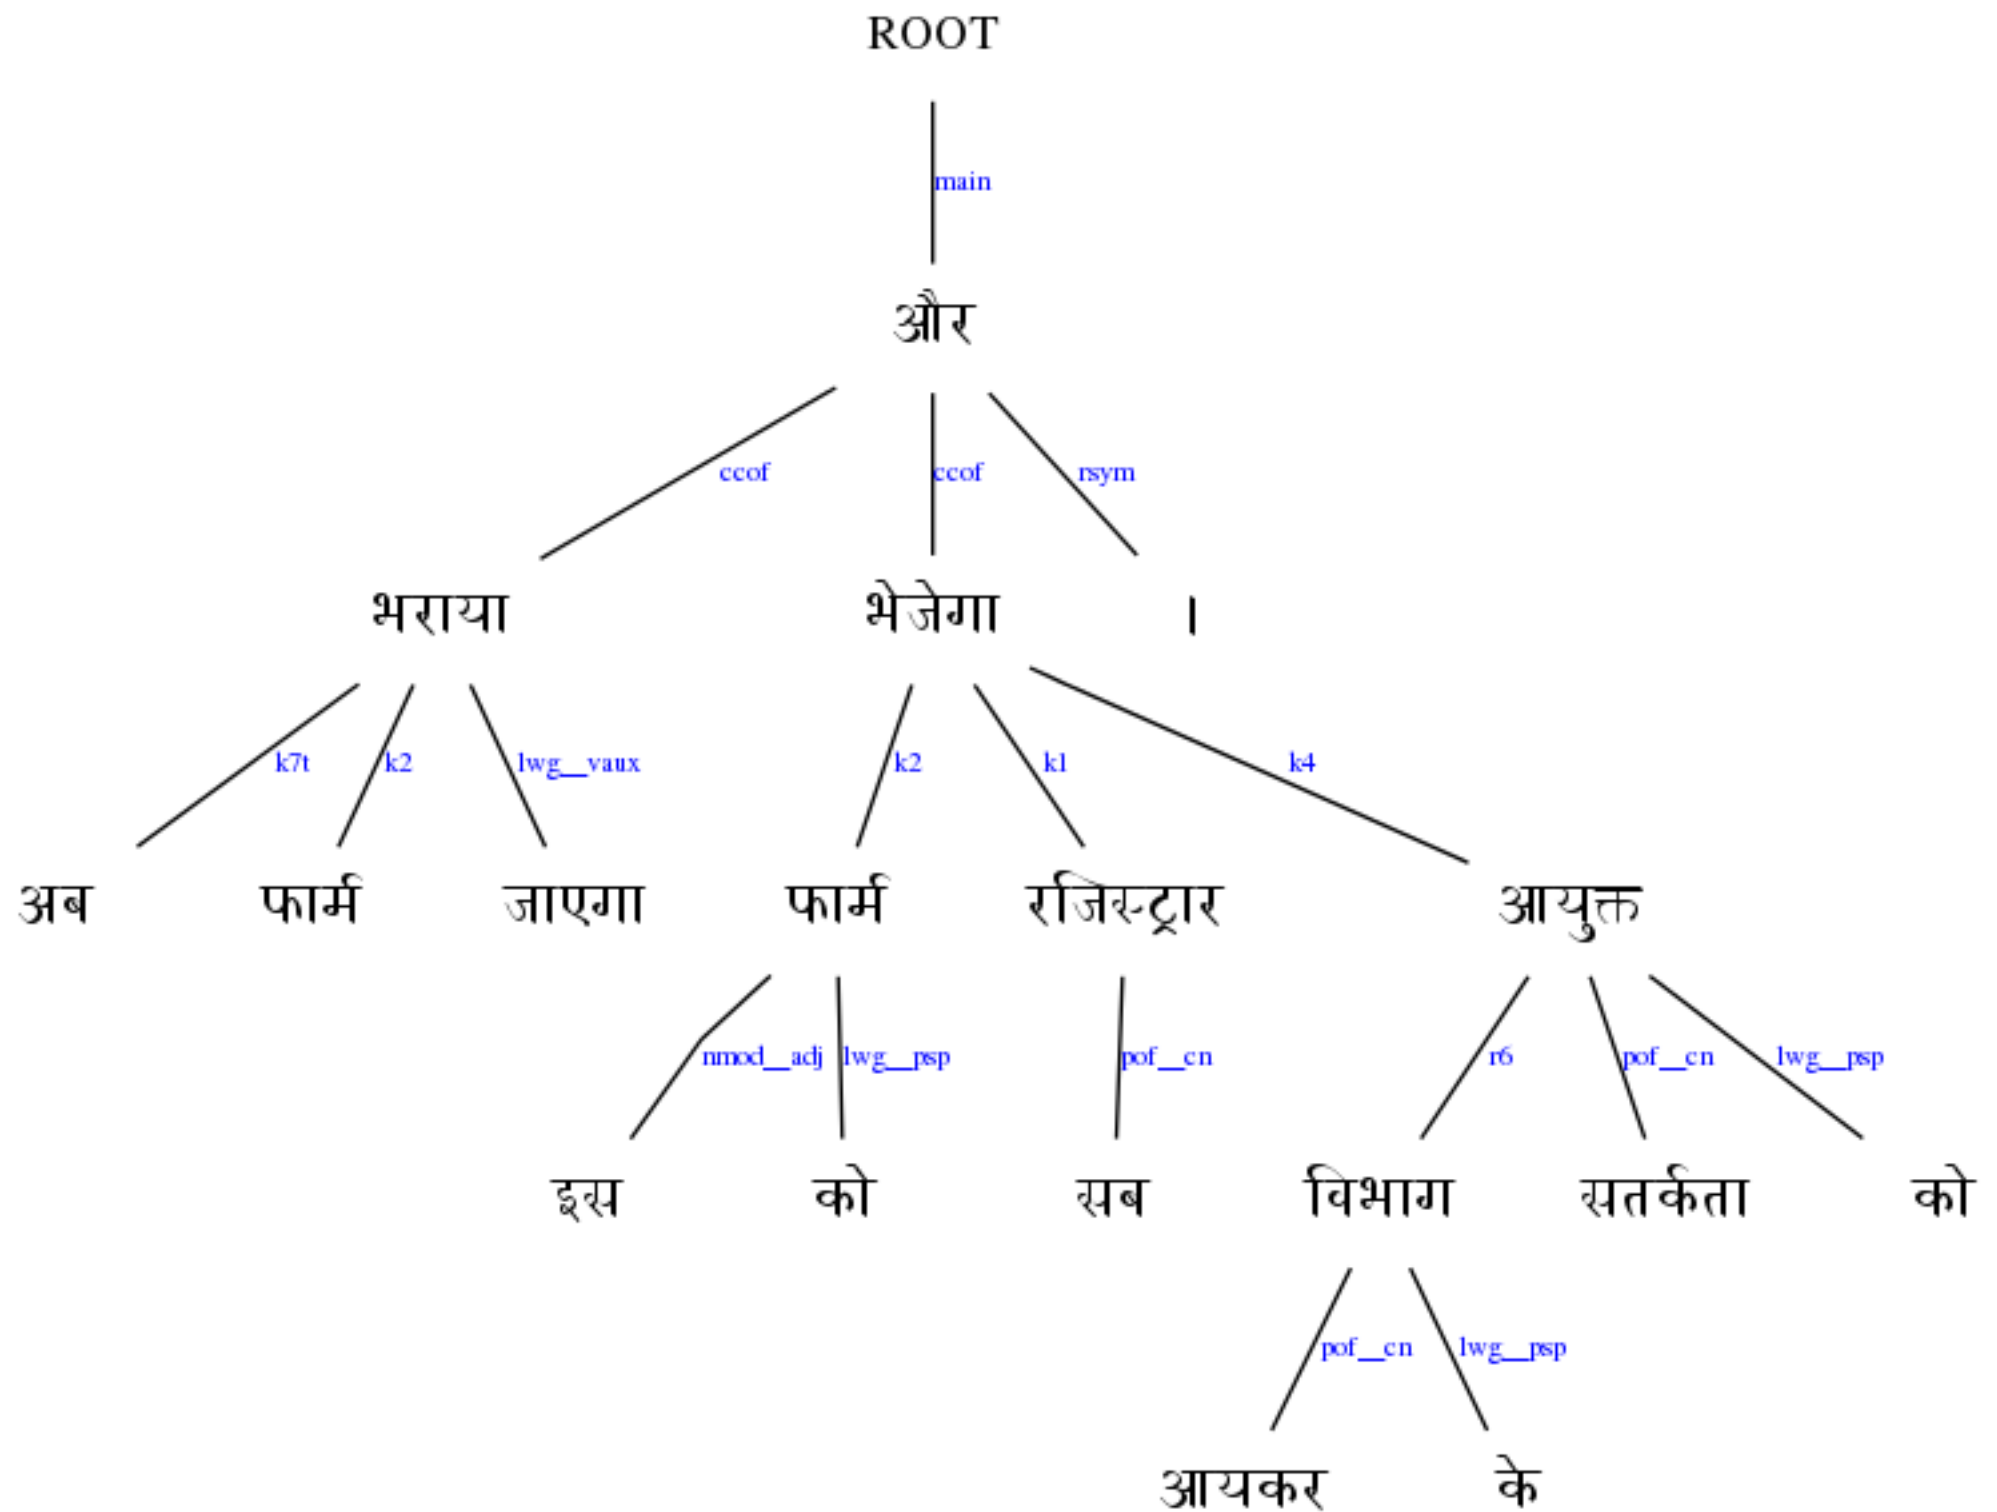 ROOT
main
और
ccof ccof rsym
भराया भेजेगा ।
k7t k2 lwg__vaux k2 k1 k4
अब फार्म जाएगा फार्म रजिस्ट्रार आयुक्त
nmod__adj lwg__psp pof__cn r6 pof__cn lwg__psp
इस को सब विभाग सतर्कता को
pof__cn lwg__psp
आयकर के